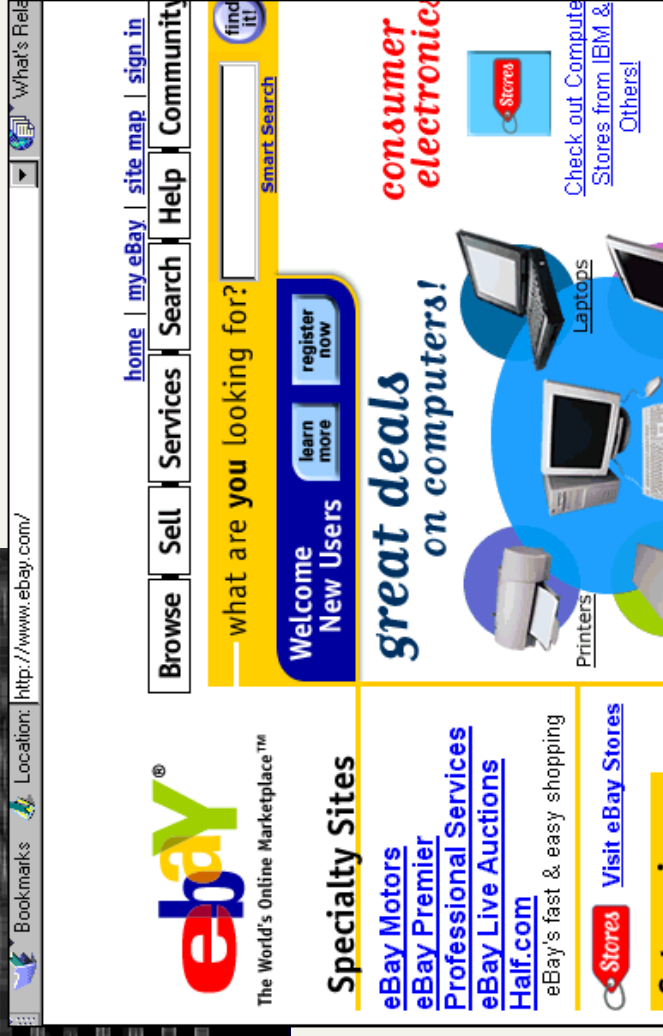 Bookmarks
Location: http://www.ebay.com/
What's Rela
home | my eBay | site map | sign in
ebaY®
The World's Online Marketplace™
Browse
Sell
Services
Search
Help
Community
what are you looking for?
find it!
Smart Search
Welcome
New Users
learn
more
register
now
Specialty Sites
eBay Motors
eBay Premier
Professional Services
eBay Live Auctions
Half.com
eBay's fast & easy shopping
Stores
Visit eBay Stores
great deals
on computers!
consumer
electronics
Printers
Laptops
Stores
Check out Compute
Stores from IBM &
Others!